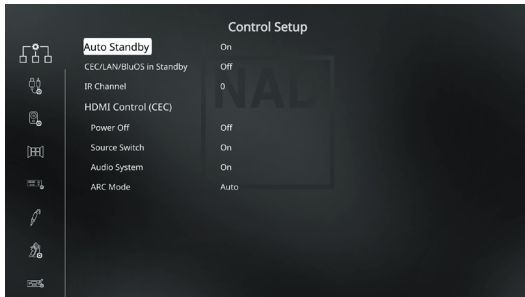 Control Setup
Auto Standby On
CEC/LAN/BluOS in Standby Off
IR Channel 0
NAD
HDMI Control (CEC)
Power Off Off
Source Switch On
Audio System On
ARC Mode Auto